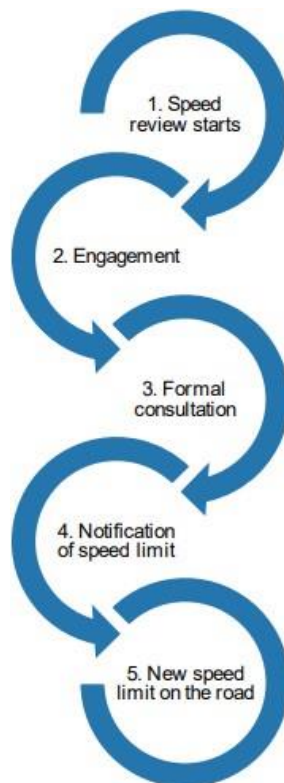 1. Speed
review starts
2. Engagement
3. Formal
consultation
4. Notification
of speed limit
5. New speed
limit on the road